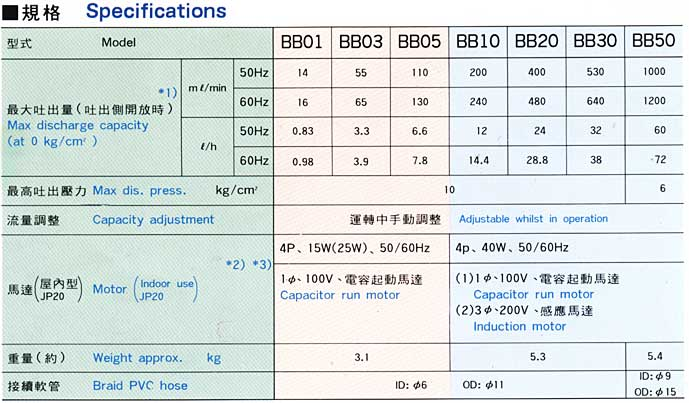 ■規格 Specifications
型式 Model BB01 BB03 BB05 BB10 BB20 BB30 BB50
最大吐出量(吐出側開放時) *1)
Max discharge capacity
(at 0 kg/cm²)
mℓ/min 50Hz 14 55 110 200 400 530 1000
60Hz 16 65 130 240 480 640 1200
ℓ/h 50Hz 0.83 3.3 6.6 12 24 32 60
60Hz 0.98 3.9 7.8 14.4 28.8 38 72
最高吐出壓力 Max dis. press. kg/cm² 10 6
流量調整 Capacity adjustment 運轉中手動調整 Adjustable whilst in operation
馬達(屋內型 JP20) Motor (Indoor use JP20) *2) *3)
4P、15W(25W)、50/60Hz 4p、40W、50/60Hz
1φ、100V、電容起動馬達 (1)1φ、100V、電容起動馬達
Capacitor run motor Capacitor run motor
(2)3φ、200V、感應馬達
Induction motor
重量(約) Weight approx. kg 3.1 5.3 5.4
接續軟管 Braid PVC hose ID: φ6 OD: φ11 ID: φ9
OD: φ15